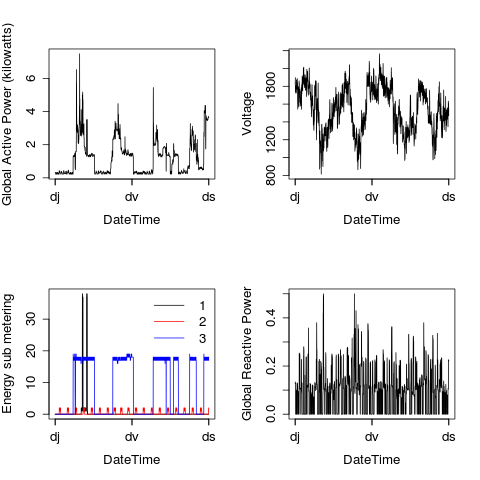 Global Active Power (kilowatts)
0 2 4 6
dj dv ds
DateTime
Voltage
800 1200 1800
dj dv ds
DateTime
Energy sub metering
0 10 20 30
1
2
3
dj dv ds
DateTime
Global Reactive Power
0.0 0.2 0.4
dj dv ds
DateTime